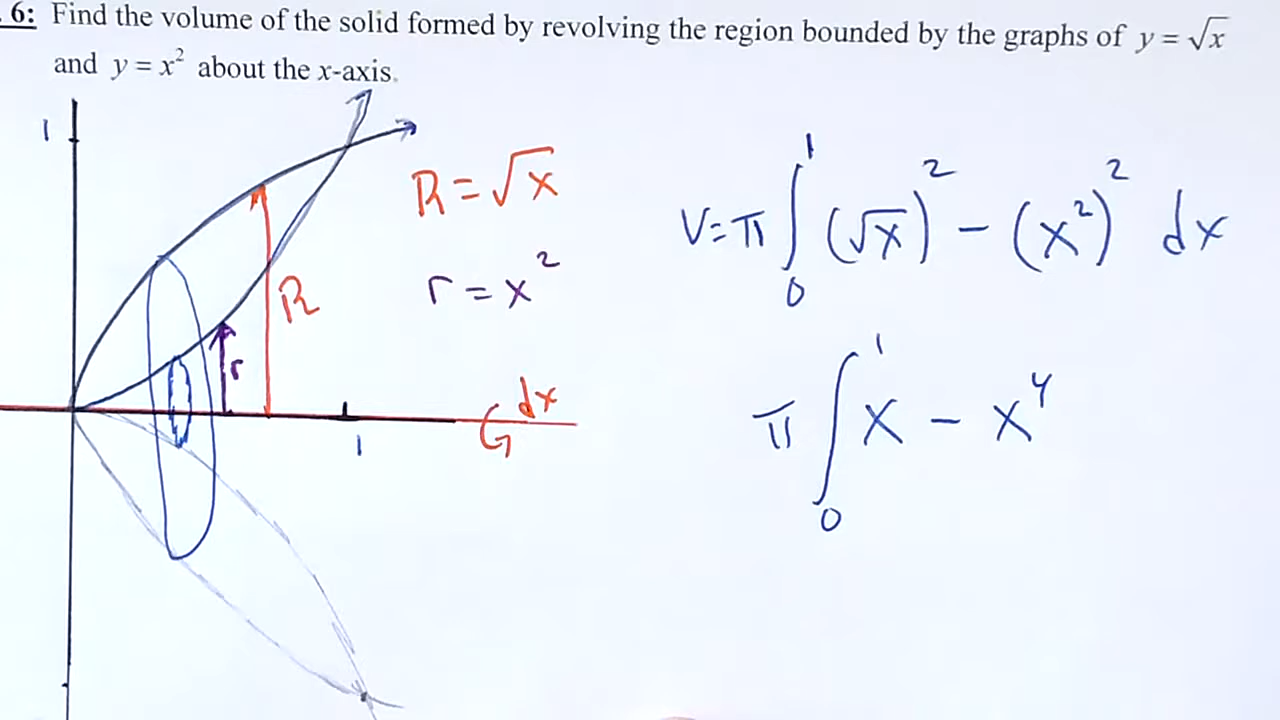 6: Find the volume of the solid formed by revolving the region bounded by the graphs of y = √x
and y = x² about the x-axis.
1
R = √x
r = x²
V = π ∫₀¹ (√x)² − (x²)² dx
R
r
dx
1
π ∫₀¹ x − x⁴